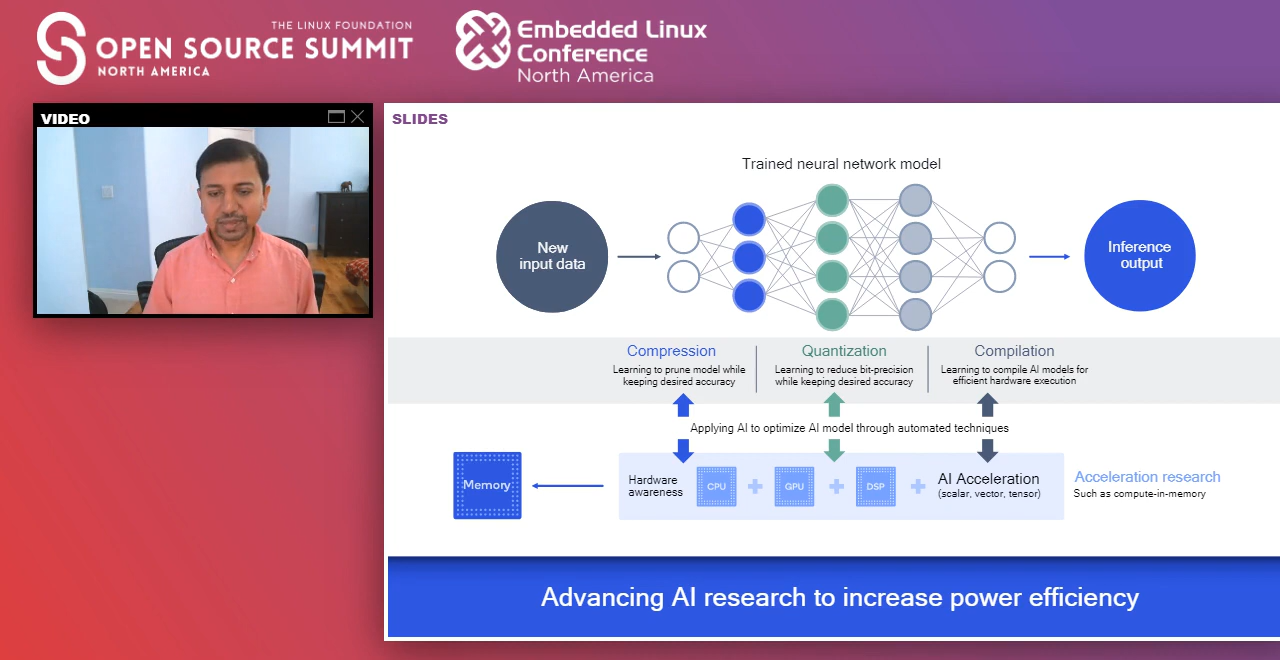 THE LINUX FOUNDATION
OPEN SOURCE SUMMIT
NORTH AMERICA
Embedded Linux
Conference
North America
VIDEO
SLIDES
Trained neural network model
New
input data
Inference
output
Compression
Learning to prune model while
keeping desired accuracy
Quantization
Learning to reduce bit-precision
while keeping desired accuracy
Compilation
Learning to compile AI models for
efficient hardware execution
Applying AI to optimize AI model through automated techniques
Memory
Hardware
awareness
CPU
GPU
DSP
AI Acceleration
(scalar, vector, tensor)
Acceleration research
Such as compute-in-memory
Advancing AI research to increase power efficiency